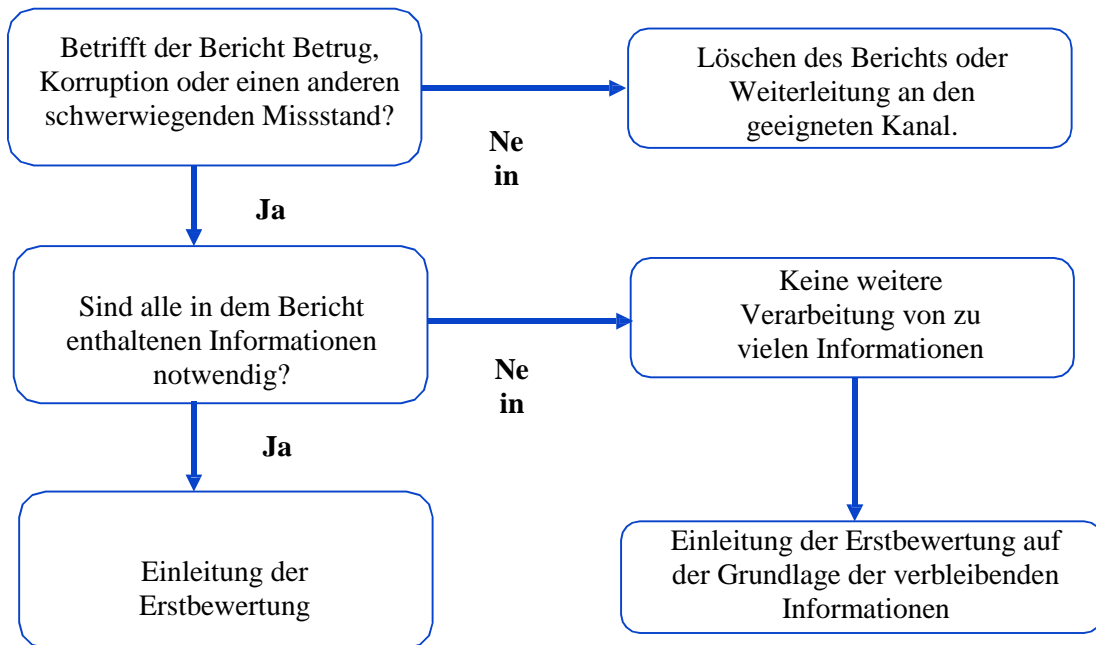 Betrifft der Bericht Betrug,
Korruption oder einen anderen
schwerwiegenden Missstand?
Löschen des Berichts oder
Weiterleitung an den
geeigneten Kanal.
Ne
in
Ja
Sind alle in dem Bericht
enthaltenen Informationen
notwendig?
Keine weitere
Verarbeitung von zu
vielen Informationen
Ne
in
Ja
Einleitung der
Erstbewertung
Einleitung der Erstbewertung auf
der Grundlage der verbleibenden
Informationen